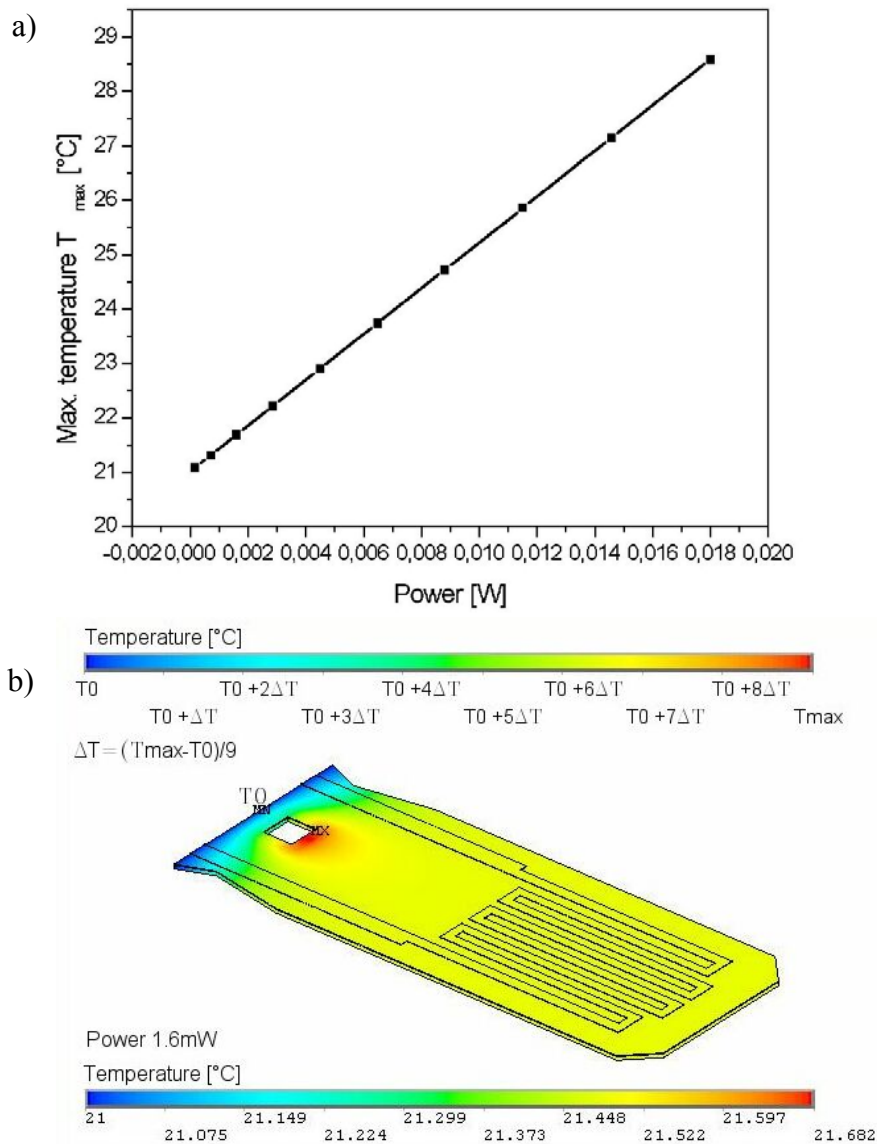 a)
29
28
27
26
25
24
23
22
21
20
Max. temperature T max [°C]
-0,002 0,000 0,002 0,004 0,006 0,008 0,010 0,012 0,014 0,016 0,018 0,020
Power [W]
b)
Temperature [°C]
T0 T0 +2ΔT T0 +4ΔT T0 +6ΔT T0 +8ΔT
T0 +ΔT T0 +3ΔT T0 +5ΔT T0 +7ΔT Tmax
ΔT=(Tmax-T0)/9
T0
MN
MX
Power 1.6mW
Temperature [°C]
21 21.149 21.299 21.448 21.597
21.075 21.224 21.373 21.522 21.682